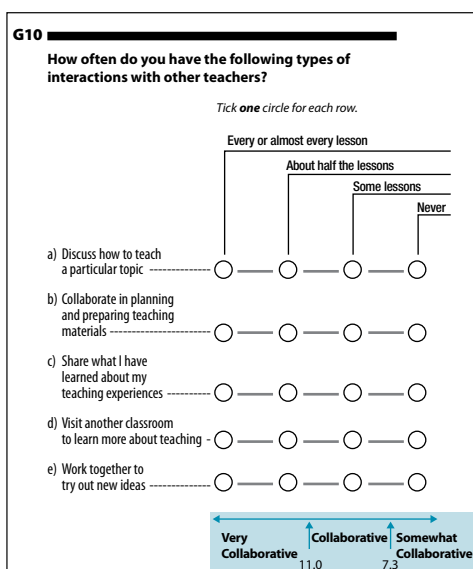 G10
How often do you have the following types of
interactions with other teachers?
Tick one circle for each row.
Every or almost every lesson
About half the lessons
Some lessons
Never
a) Discuss how to teach
a particular topic
b) Collaborate in planning
and preparing teaching
materials
c) Share what I have
learned about my
teaching experiences
d) Visit another classroom
to learn more about teaching
e) Work together to
try out new ideas
Very
Collaborative
Collaborative
Somewhat
Collaborative
11.0
7.3